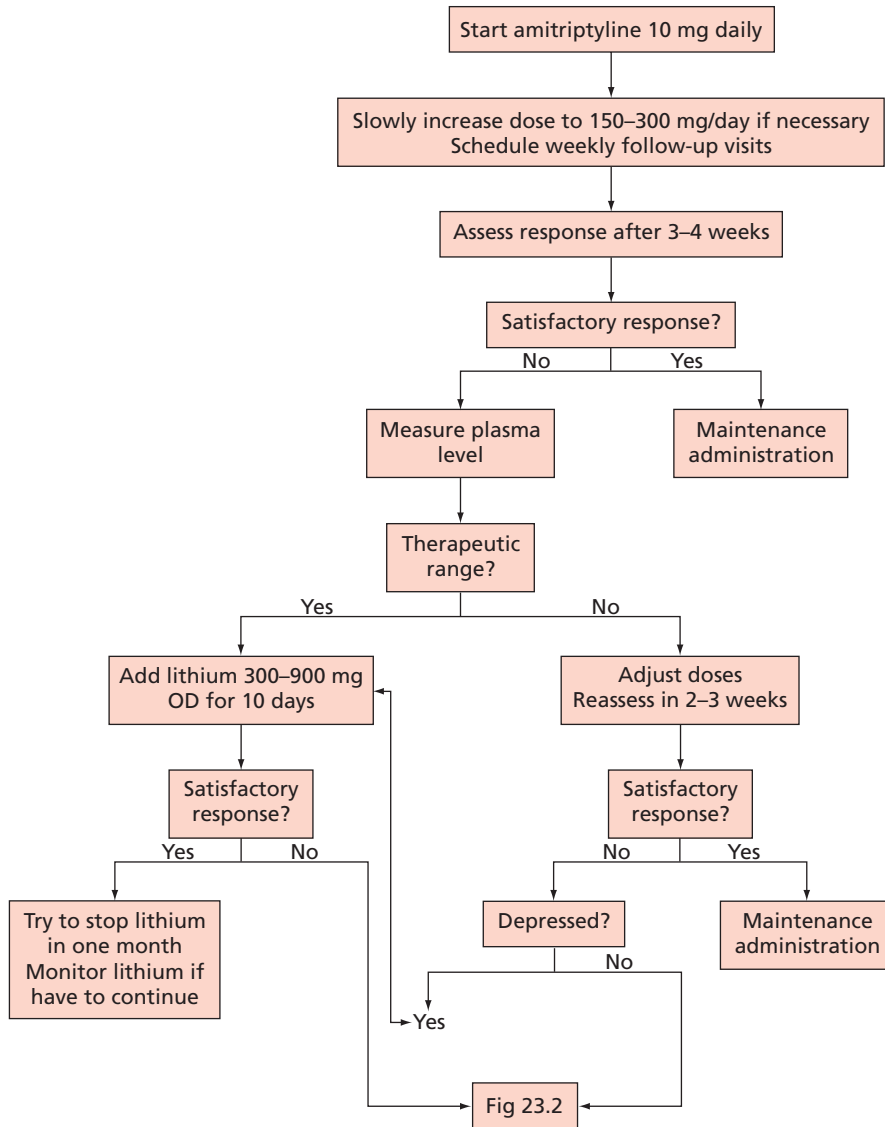 Start amitriptyline 10 mg daily
Slowly increase dose to 150–300 mg/day if necessary
Schedule weekly follow-up visits
Assess response after 3–4 weeks
Satisfactory response?
No
Yes
Measure plasma
level
Maintenance
administration
Therapeutic
range?
Yes
No
Add lithium 300–900 mg
OD for 10 days
Adjust doses
Reassess in 2–3 weeks
Satisfactory
response?
Satisfactory
response?
Yes
No
No
Yes
Try to stop lithium
in one month
Monitor lithium if
have to continue
Depressed?
Maintenance
administration
No
Yes
Fig 23.2